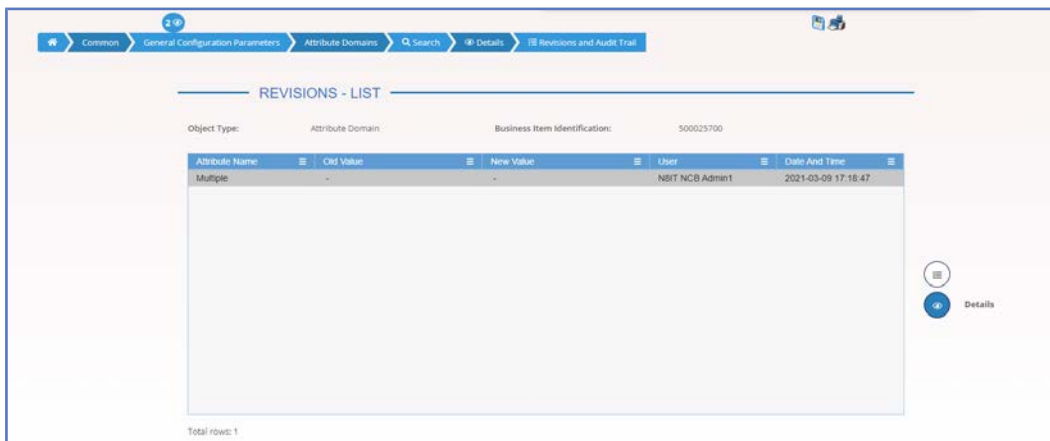 2
Common General Configuration Parameters Attribute Domains Search Details Revisions and Audit Trail
REVISIONS - LIST
Object Type: Attribute Domain Business Item Identification: 500025700
Attribute Name Old Value New Value User Date And Time
Multiple - - NBIT NCB Admin1 2021-03-09 17:18:47
Details
Total rows: 1